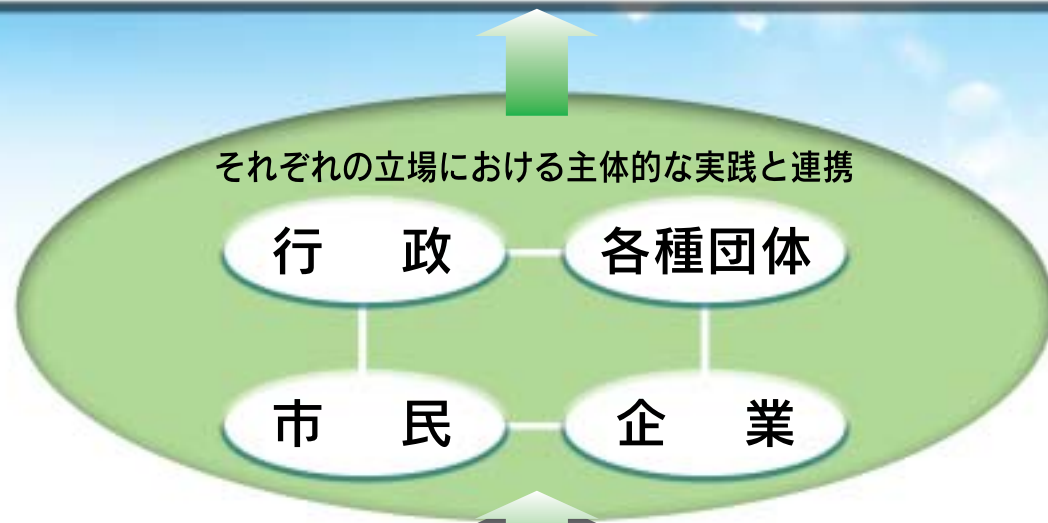 それぞれの立場における主体的な実践と連携
行　政
各種団体
市　民
企　業